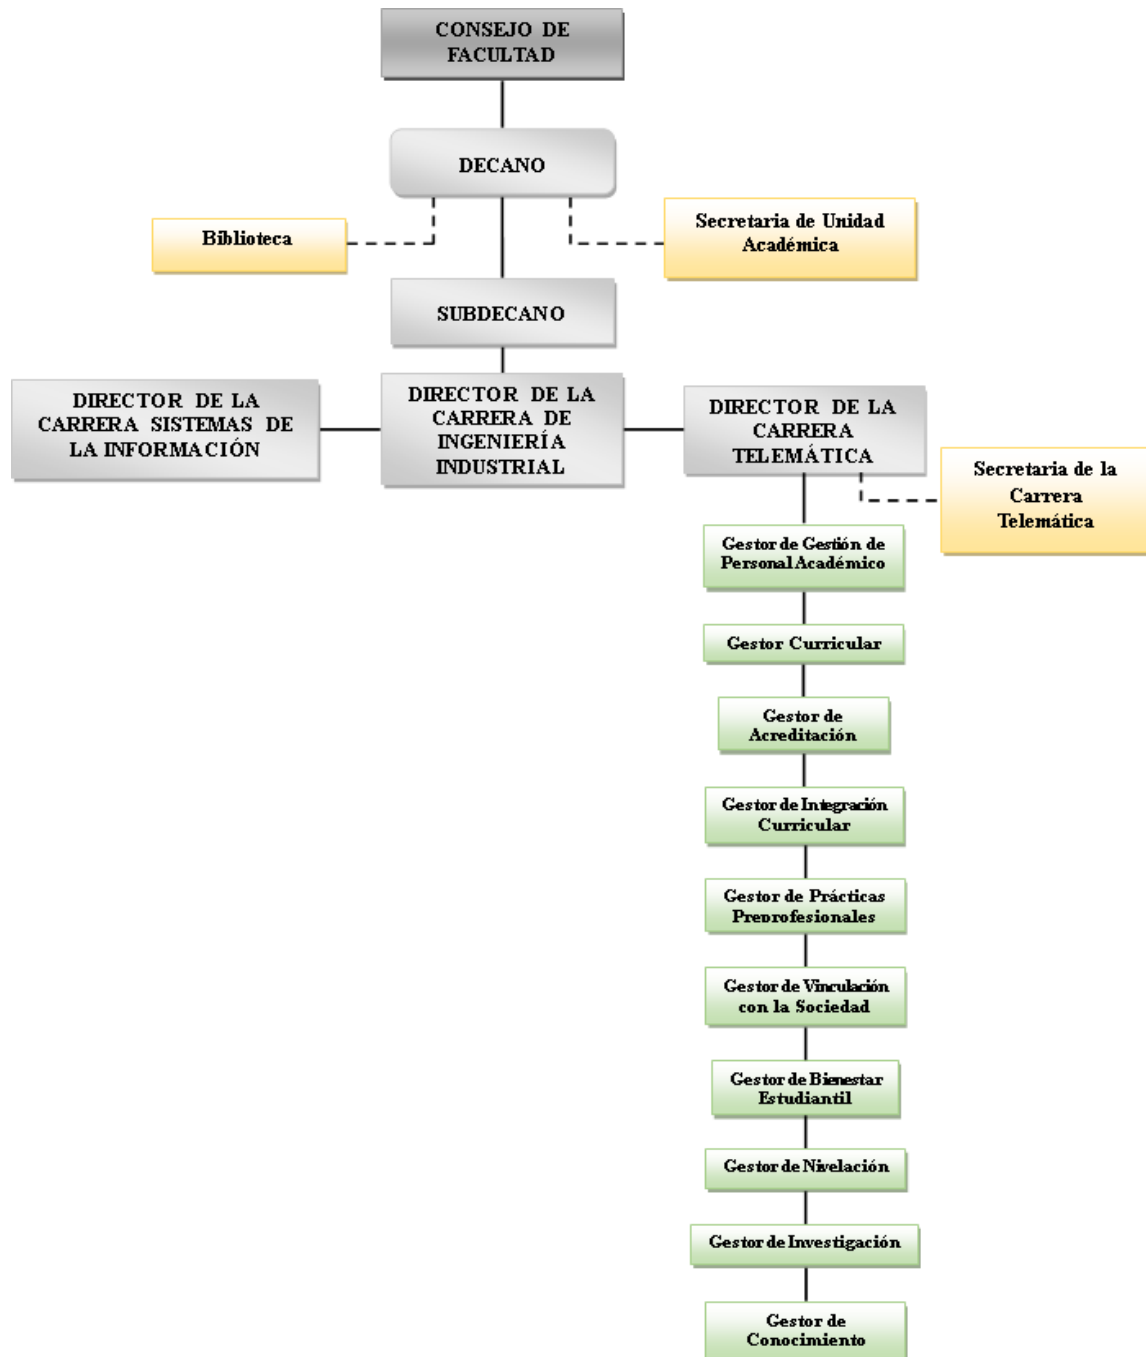 CONSEJO DE
FACULTAD
DECANO
Biblioteca
Secretaria de Unidad
Académica
SUBDECANO
DIRECTOR DE LA
CARRERA SISTEMAS DE
LA INFORMACIÓN
DIRECTOR DE LA
CARRERA DE
INGENIERÍA
INDUSTRIAL
DIRECTOR DE LA
CARRERA
TELEMÁTICA
Secretaria de la
Carrera
Telemática
Gestor de Gestión de
Personal Académico
Gestor Curricular
Gestor de
Acreditación
Gestor de Integración
Curricular
Gestor de Prácticas
Preprofesionales
Gestor de Vinculación
con la Sociedad
Gestor de Bienestar
Estudiantil
Gestor de Nivelación
Gestor de Investigación
Gestor de
Conocimiento